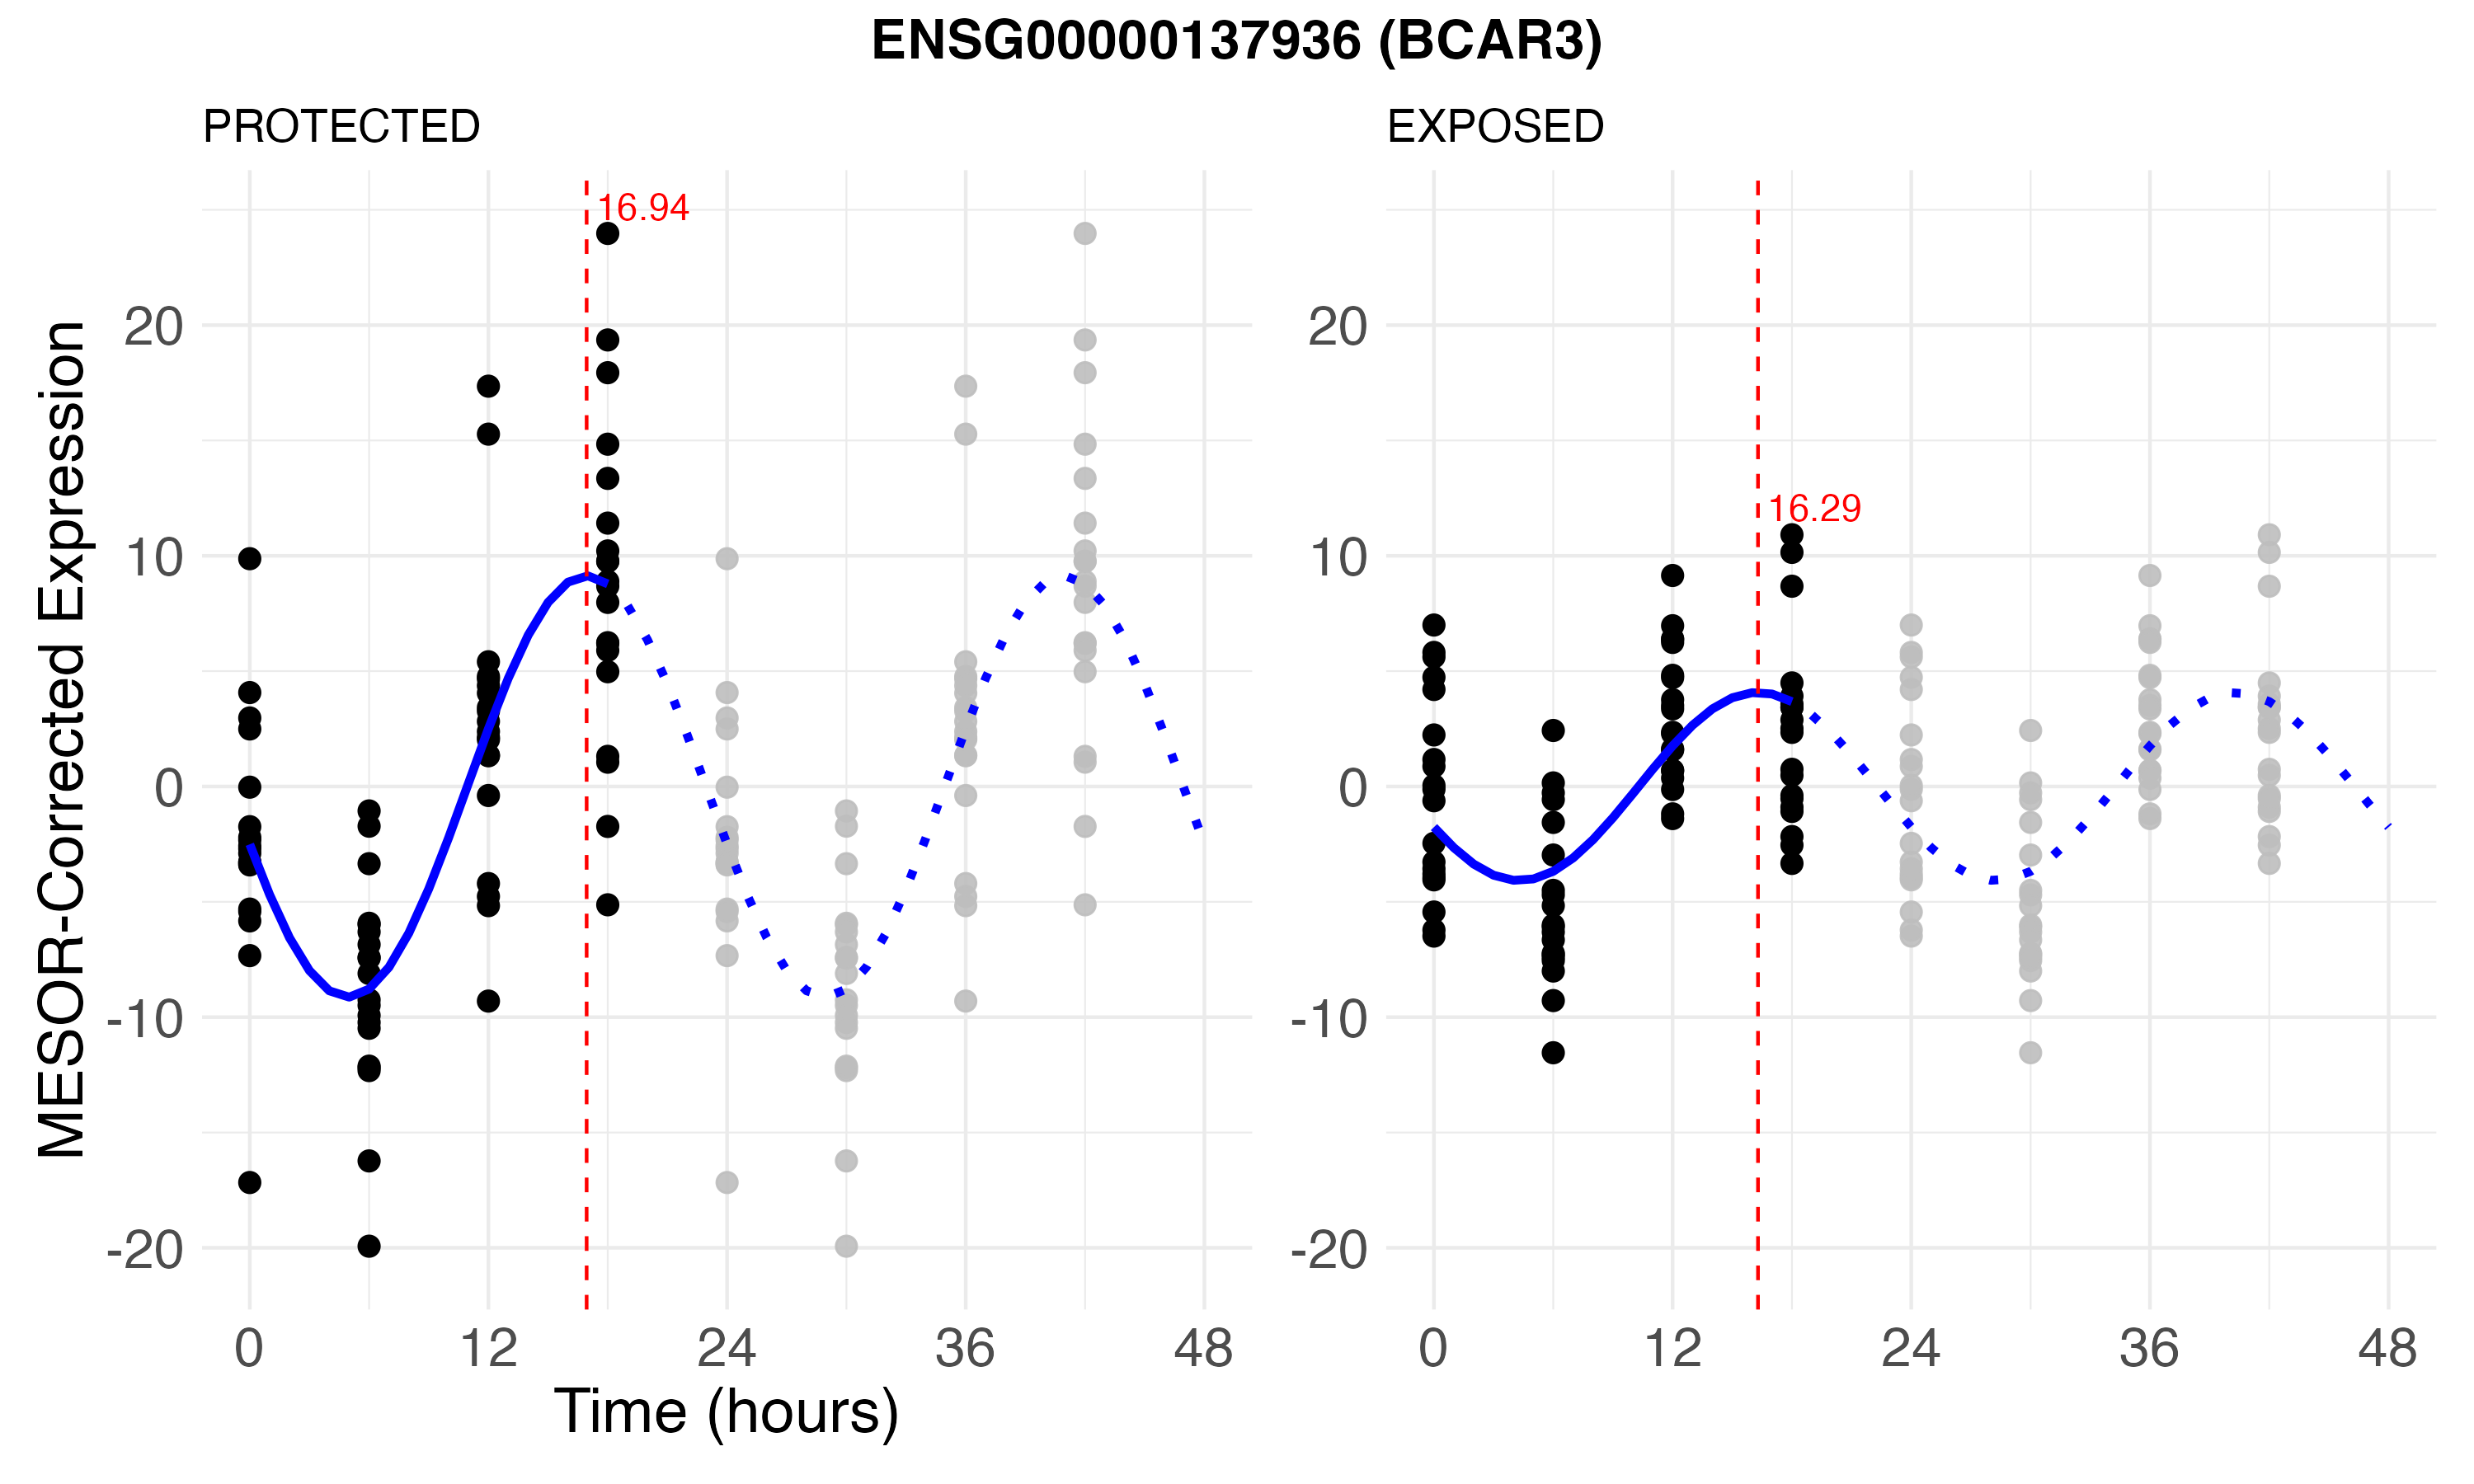 ENSG00000137936 (BCAR3)
PROTECTED
EXPOSED
MESOR-Corrected Expression
20
10
0
-10
-20
16.94
0 12 24 36 48
Time (hours)
20
10
0
-10
-20
16.29
0 12 24 36 48